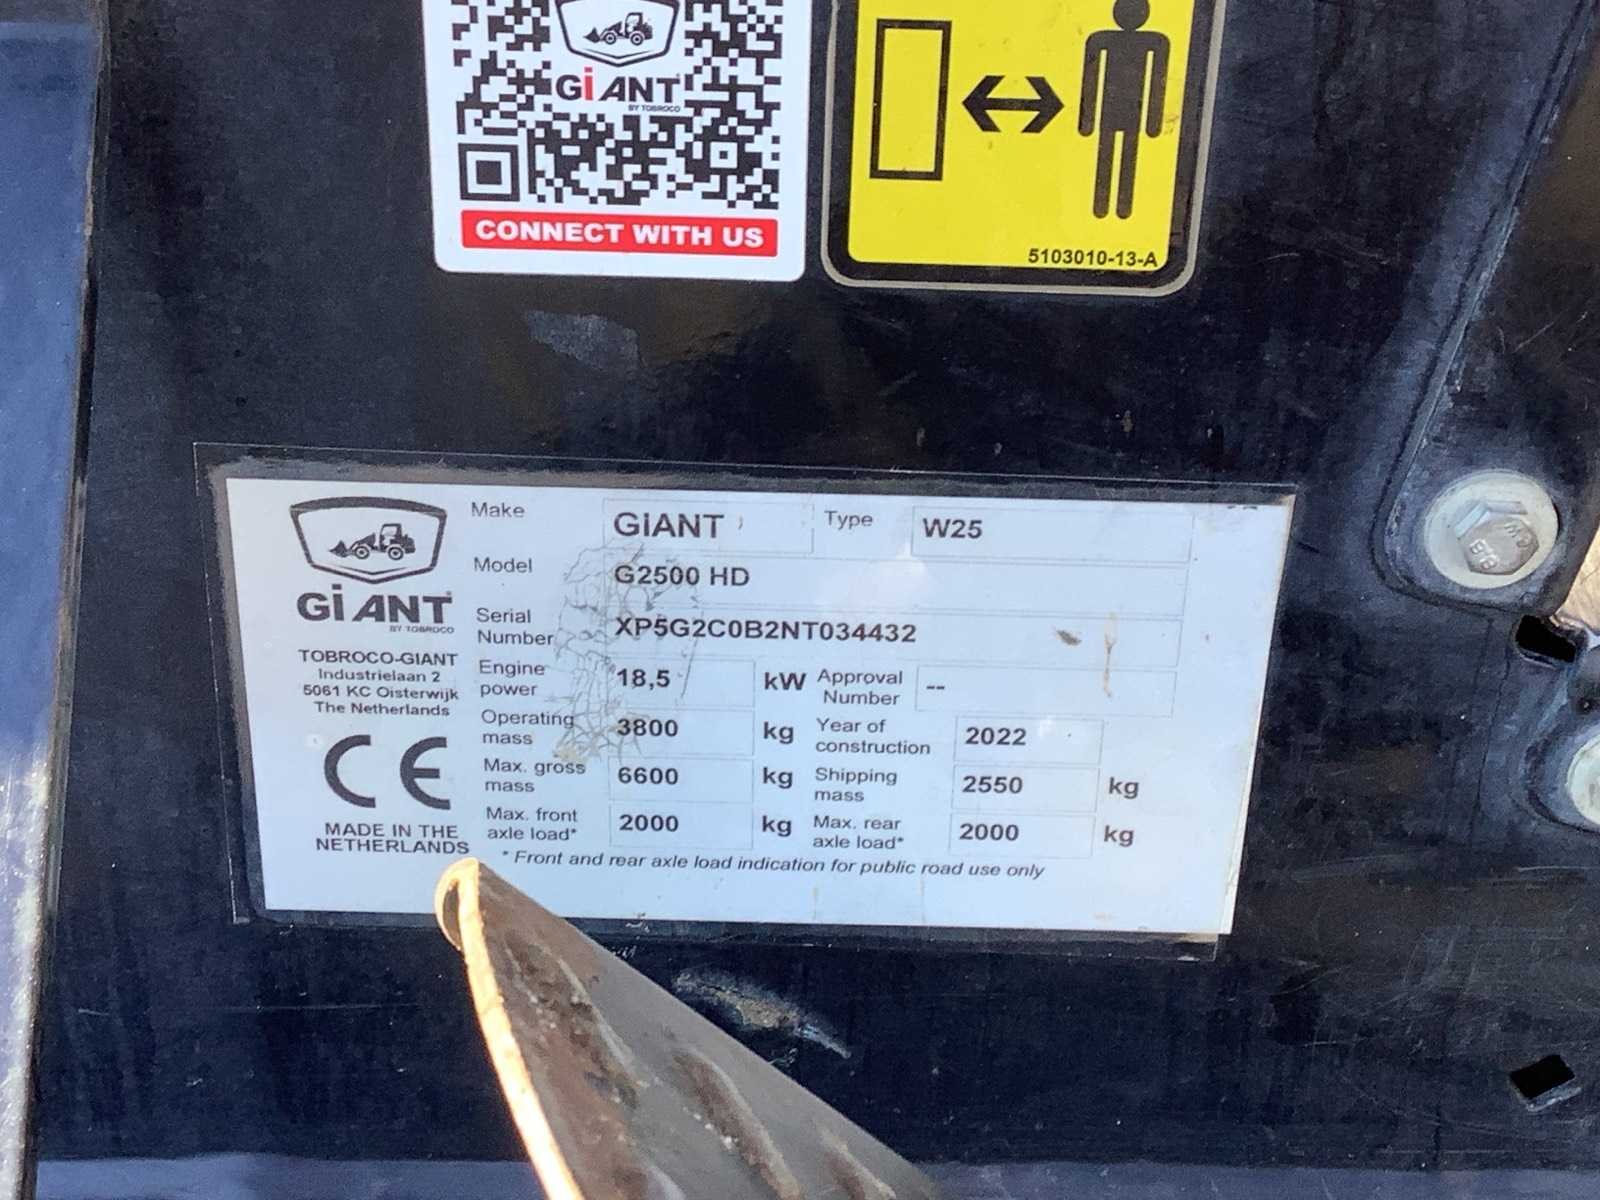 GiANT
BY TOBROCO
CONNECT WITH US
5103010-13-A
GiANT
BY TOBROCO
TOBROCO-GIANT
Industrielaan 2
5061 KC Oisterwijk
The Netherlands
CE
MADE IN THE
NETHERLANDS
Make GiANT Type W25
Model G2500 HD
Serial Number XP5G2C0B2NT034432
Engine power 18,5 kW Approval Number --
Operating mass 3800 kg Year of construction 2022
Max. gross mass 6600 kg Shipping mass 2550 kg
Max. front axle load* 2000 kg Max. rear axle load* 2000 kg
* Front and rear axle load indication for public road use only